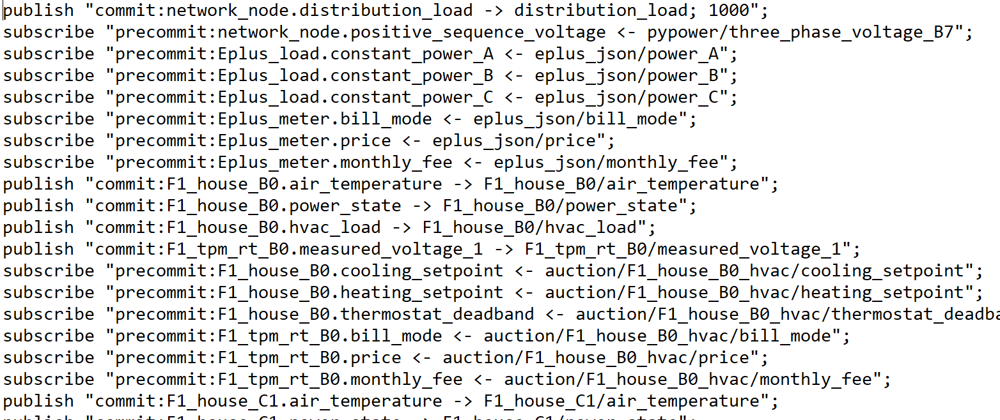 publish "commit:network_node.distribution_load -> distribution_load; 1000";
subscribe "precommit:network_node.positive_sequence_voltage <- pypower/three_phase_voltage_B7";
subscribe "precommit:Eplus_load.constant_power_A <- eplus_json/power_A";
subscribe "precommit:Eplus_load.constant_power_B <- eplus_json/power_B";
subscribe "precommit:Eplus_load.constant_power_C <- eplus_json/power_C";
subscribe "precommit:Eplus_meter.bill_mode <- eplus_json/bill_mode";
subscribe "precommit:Eplus_meter.price <- eplus_json/price";
subscribe "precommit:Eplus_meter.monthly_fee <- eplus_json/monthly_fee";
publish "commit:F1_house_B0.air_temperature -> F1_house_B0/air_temperature";
publish "commit:F1_house_B0.power_state -> F1_house_B0/power_state";
publish "commit:F1_house_B0.hvac_load -> F1_house_B0/hvac_load";
publish "commit:F1_tpm_rt_B0.measured_voltage_1 -> F1_tpm_rt_B0/measured_voltage_1";
subscribe "precommit:F1_house_B0.cooling_setpoint <- auction/F1_house_B0_hvac/cooling_setpoint";
subscribe "precommit:F1_house_B0.heating_setpoint <- auction/F1_house_B0_hvac/heating_setpoint";
subscribe "precommit:F1_house_B0.thermostat_deadband <- auction/F1_house_B0_hvac/thermostat_deadba
subscribe "precommit:F1_tpm_rt_B0.bill_mode <- auction/F1_house_B0_hvac/bill_mode";
subscribe "precommit:F1_tpm_rt_B0.price <- auction/F1_house_B0_hvac/price";
subscribe "precommit:F1_tpm_rt_B0.monthly_fee <- auction/F1_house_B0_hvac/monthly_fee";
publish "commit:F1_house_C1.air_temperature -> F1_house_C1/air_temperature";